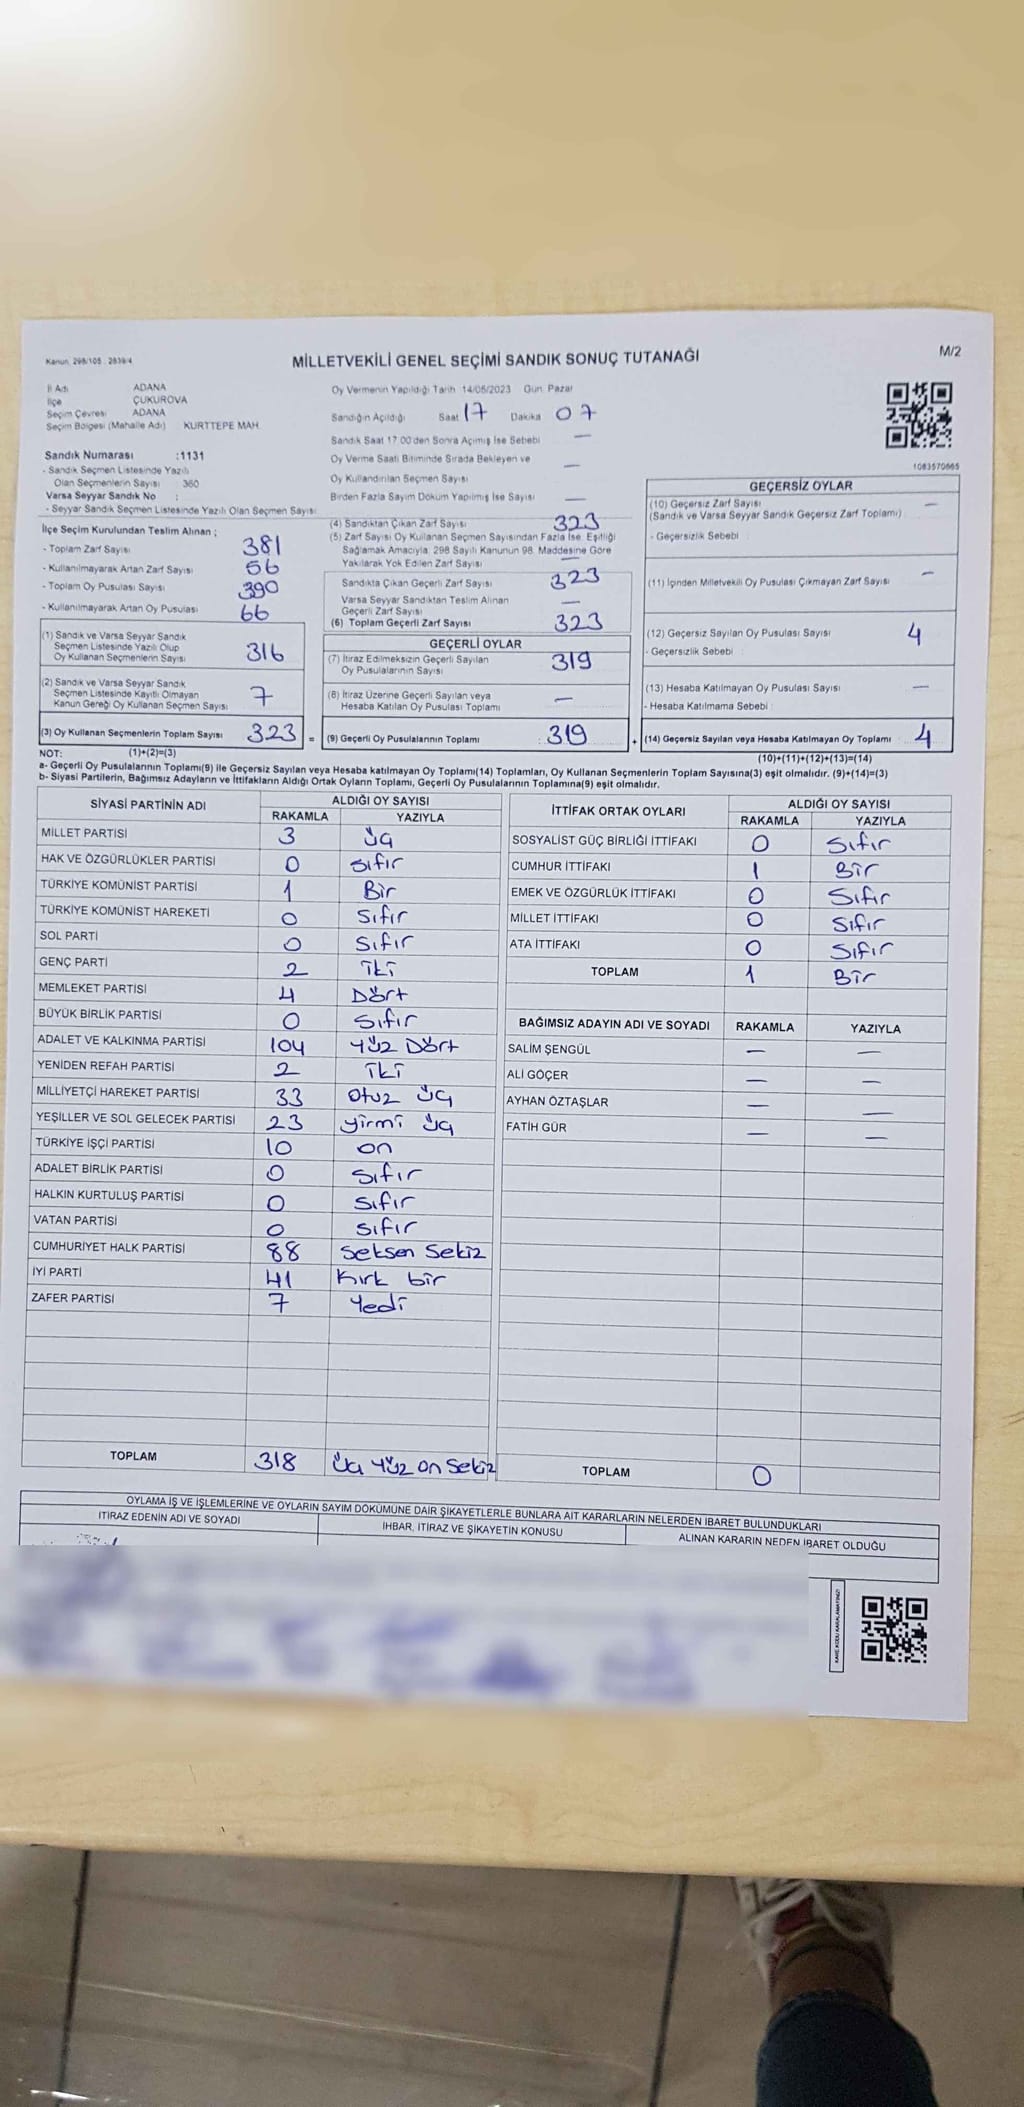 Kanun, 298/105 - 2839/4
MİLLETVEKİLİ GENEL SEÇİMİ SANDIK SONUÇ TUTANAĞI
M/2
İl Adı ADANA
İlçe ÇUKUROVA
Seçim Çevresi ADANA
Seçim Bölgesi (Mahalle Adı) KURTTEPE MAH.
Sandık Numarası :1131
- Sandık Seçmen Listesinde Yazılı
Olan Seçmenlerin Sayısı : 360
Varsa Seyyar Sandık No :
- Seyyar Sandık Seçmen Listesinde Yazılı Olan Seçmen Sayısı
Oy Vermenin Yapıldığı Tarih 14/05/2023 Gün: Pazar
Sandığın Açıldığı Saat 17 Dakika 07
Sandık Saat 17.00'den Sonra Açılmış İse Sebebi —
Oy Verme Saati Bitiminde Sırada Bekleyen ve
Oy Kullandırılan Seçmen Sayısı —
Birden Fazla Sayım Döküm Yapılmış İse Sayısı —
1083570665
İlçe Seçim Kurulundan Teslim Alınan ;
- Toplam Zarf Sayısı 381
- Kullanılmayarak Artan Zarf Sayısı 56
- Toplam Oy Pusulası Sayısı 390
- Kullanılmayarak Artan Oy Pusulası 66
(1) Sandık ve Varsa Seyyar Sandık
Seçmen Listesinde Yazılı Olup
Oy Kullanan Seçmenlerin Sayısı 316
(2) Sandık ve Varsa Seyyar Sandık
Seçmen Listesinde Kayıtlı Olmayan
Kanun Gereği Oy Kullanan Seçmen Sayısı 7
(3) Oy Kullanan Seçmenlerin Toplam Sayısı 323 =
(4) Sandıktan Çıkan Zarf Sayısı 323
(5) Zarf Sayısı Oy Kullanan Seçmen Sayısından Fazla İse, Eşitliği
Sağlamak Amacıyla, 298 Sayılı Kanunun 98. Maddesine Göre
Yakılarak Yok Edilen Zarf Sayısı —
Sandıkta Çıkan Geçerli Zarf Sayısı 323
Varsa Seyyar Sandıktan Teslim Alınan
Geçerli Zarf Sayısı —
(6) Toplam Geçerli Zarf Sayısı 323
GEÇERLİ OYLAR
(7) İtiraz Edilmeksizin Geçerli Sayılan
Oy Pusulalarının Sayısı 319
(8) İtiraz Üzerine Geçerli Sayılan veya
Hesaba Katılan Oy Pusulası Toplamı —
(9) Geçerli Oy Pusulalarının Toplamı 319 +
GEÇERSİZ OYLAR
(10) Geçersiz Zarf Sayısı —
(Sandık ve Varsa Seyyar Sandık Geçersiz Zarf Toplamı)
- Geçersizlik Sebebi :
(11) İçinden Milletvekili Oy Pusulası Çıkmayan Zarf Sayısı —
(12) Geçersiz Sayılan Oy Pusulası Sayısı 4
- Geçersizlik Sebebi :
(13) Hesaba Katılmayan Oy Pusulası Sayısı —
- Hesaba Katılmama Sebebi :
(14) Geçersiz Sayılan veya Hesaba Katılmayan Oy Toplamı 4
NOT: (1)+(2)=(3) (10)+(11)+(12)+(13)=(14)
a- Geçerli Oy Pusulalarının Toplamı(9) ile Geçersiz Sayılan veya Hesaba katılmayan Oy Toplamı(14) Toplamları, Oy Kullanan Seçmenlerin Toplam Sayısına(3) eşit olmalıdır. (9)+(14)=(3)
b- Siyasi Partilerin, Bağımsız Adayların ve İttifakların Aldığı Ortak Oyların Toplamı, Geçerli Oy Pusulalarının Toplamına(9) eşit olmalıdır.
SİYASİ PARTİNİN ADI ALDIĞI OY SAYISI
RAKAMLA YAZIYLA
MİLLET PARTİSİ 3 üç
HAK VE ÖZGÜRLÜKLER PARTİSİ 0 sıfır
TÜRKİYE KOMÜNİST PARTİSİ 1 Bir
TÜRKİYE KOMÜNİST HAREKETİ 0 sıfır
SOL PARTİ 0 sıfır
GENÇ PARTİ 2 iki
MEMLEKET PARTİSİ 4 Dört
BÜYÜK BİRLİK PARTİSİ 0 sıfır
ADALET VE KALKINMA PARTİSİ 104 yüz Dört
YENİDEN REFAH PARTİSİ 2 iki
MİLLİYETÇİ HAREKET PARTİSİ 33 otuz üç
YEŞİLLER VE SOL GELECEK PARTİSİ 23 yirmi üç
TÜRKİYE İŞÇİ PARTİSİ 10 on
ADALET BİRLİK PARTİSİ 0 sıfır
HALKIN KURTULUŞ PARTİSİ 0 sıfır
VATAN PARTİSİ 0 sıfır
CUMHURİYET HALK PARTİSİ 88 seksen sekiz
İYİ PARTİ 41 Kırk bir
ZAFER PARTİSİ 7 Yedi
TOPLAM 318 Üç Yüz on sekiz
İTTİFAK ORTAK OYLARI ALDIĞI OY SAYISI
RAKAMLA YAZIYLA
SOSYALİST GÜÇ BİRLİĞİ İTTİFAKI 0 Sıfır
CUMHUR İTTİFAKI 1 Bir
EMEK VE ÖZGÜRLÜK İTTİFAKI 0 Sıfır
MİLLET İTTİFAKI 0 Sıfır
ATA İTTİFAKI 0 Sıfır
TOPLAM 1 Bir
BAĞIMSIZ ADAYIN ADI VE SOYADI RAKAMLA YAZIYLA
SALİM ŞENGÜL — —
ALİ GÖÇER — —
AYHAN ÖZTAŞLAR — —
FATİH GÜR — —
TOPLAM 0
OYLAMA İŞ VE İŞLEMLERİNE VE OYLARIN SAYIM DÖKÜMÜNE DAİR ŞİKAYETLERLE BUNLARA AİT KARARLARIN NELERDEN İBARET BULUNDUKLARI
İTİRAZ EDENİN ADI VE SOYADI İHBAR, İTİRAZ VE ŞİKAYETİN KONUSU ALINAN KARARIN NEDEN İBARET OLDUĞU
KARE KODU KARALAMAYINIZ!